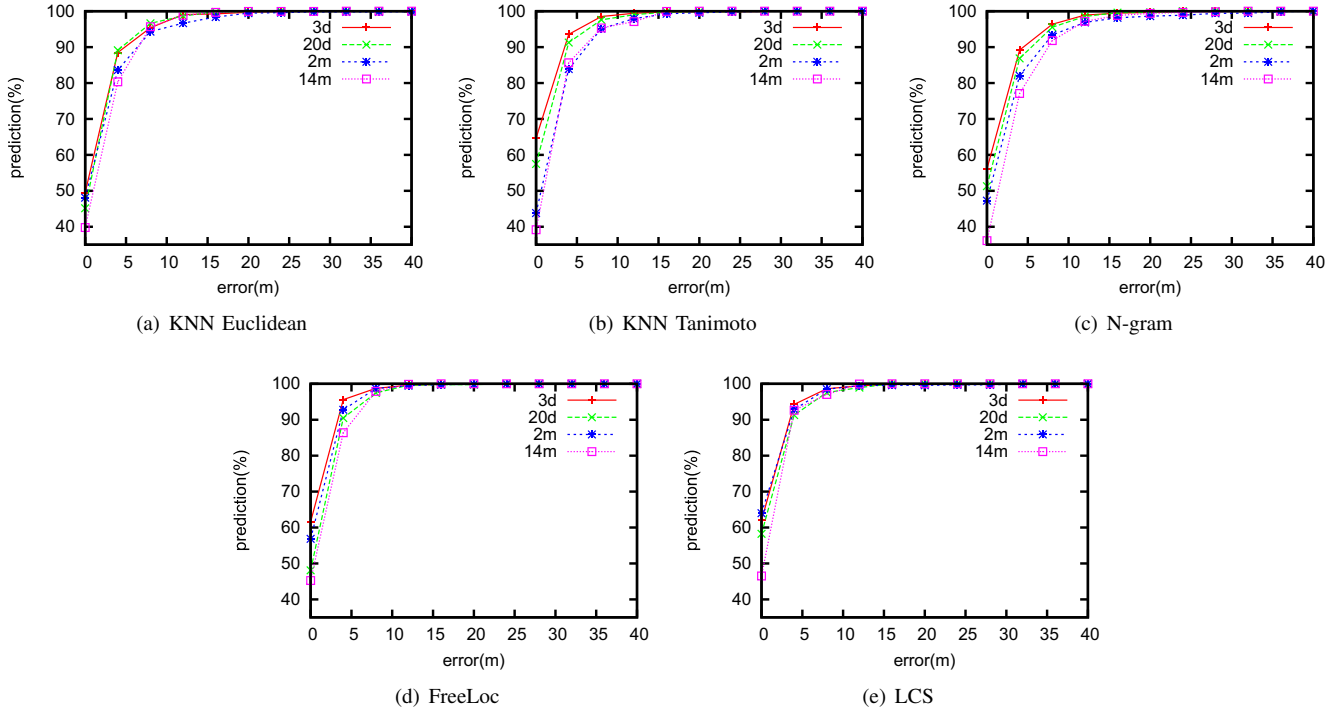 prediction(%)
100
90
80
70
60
50
40
0 5 10 15 20 25 30 35 40
error(m)
3d
20d
2m
14m
(a) KNN Euclidean
prediction(%)
100
90
80
70
60
50
40
0 5 10 15 20 25 30 35 40
error(m)
3d
20d
2m
14m
(b) KNN Tanimoto
prediction(%)
100
90
80
70
60
50
40
0 5 10 15 20 25 30 35 40
error(m)
3d
20d
2m
14m
(c) N-gram
prediction(%)
100
90
80
70
60
50
40
0 5 10 15 20 25 30 35 40
error(m)
3d
20d
2m
14m
(d) FreeLoc
prediction(%)
100
90
80
70
60
50
40
0 5 10 15 20 25 30 35 40
error(m)
3d
20d
2m
14m
(e) LCS